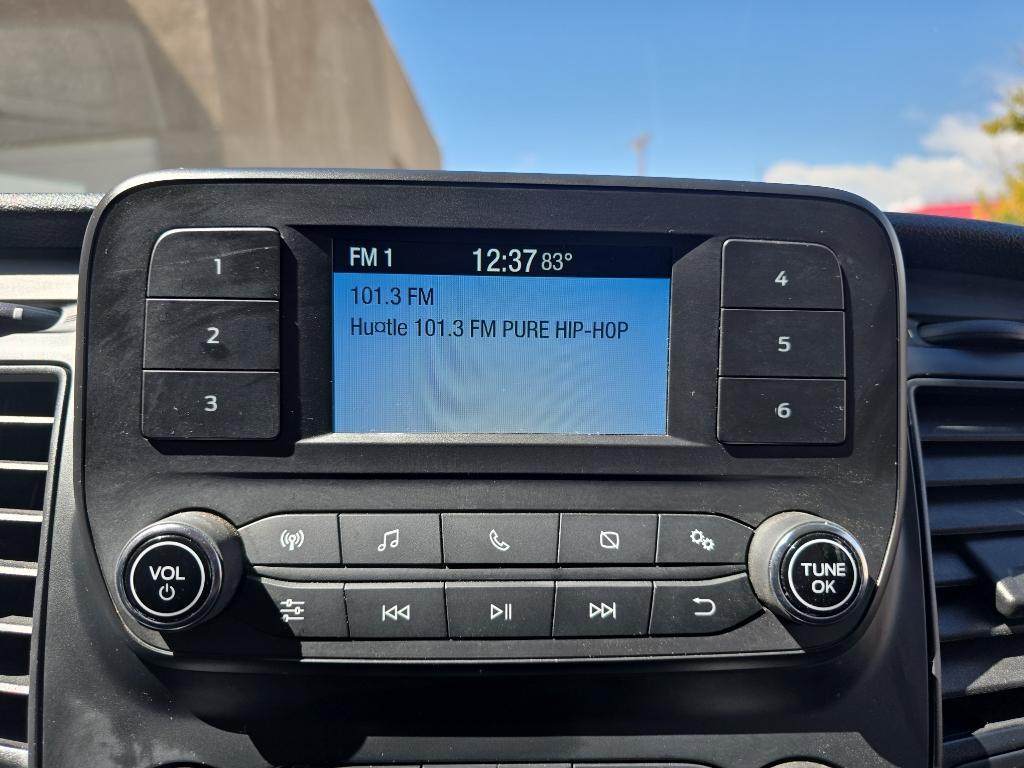 FM 1 12:37 83°
101.3 FM
Hu¤tle 101.3 FM PURE HIP-HOP
1
2
3
4
5
6
VOL
TUNE
OK